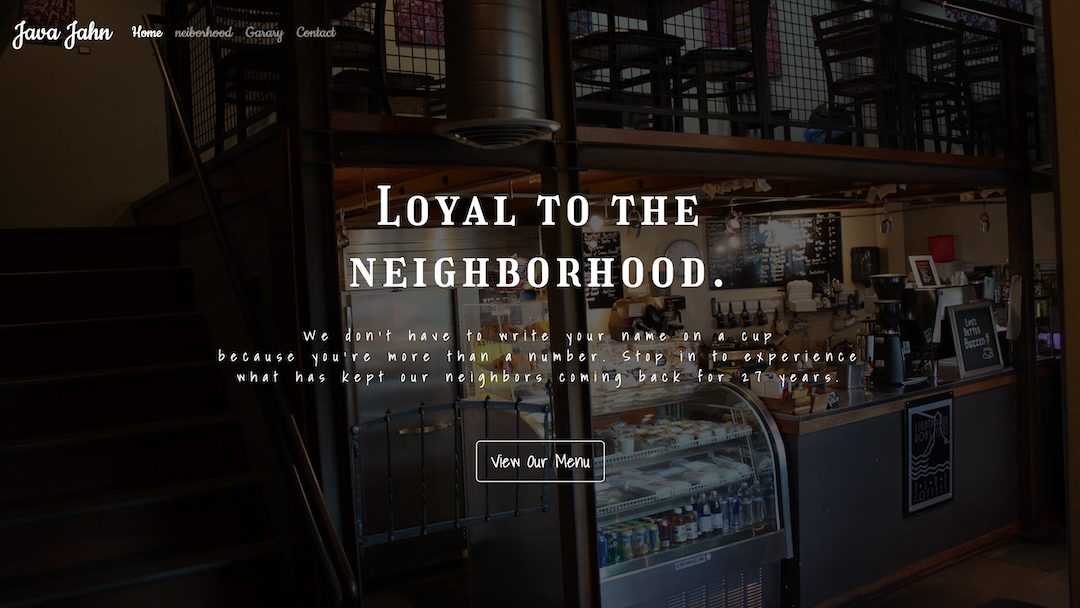 Java Jahn
Home neiborhood Garary Contact
Loyal to the
neighborhood.
We don't have to write your name on a cup
because you're more than a number. Stop in to experience
what has kept our neighbors coming back for 27 years.
View Our Menu
Life's
Better
Buzzed